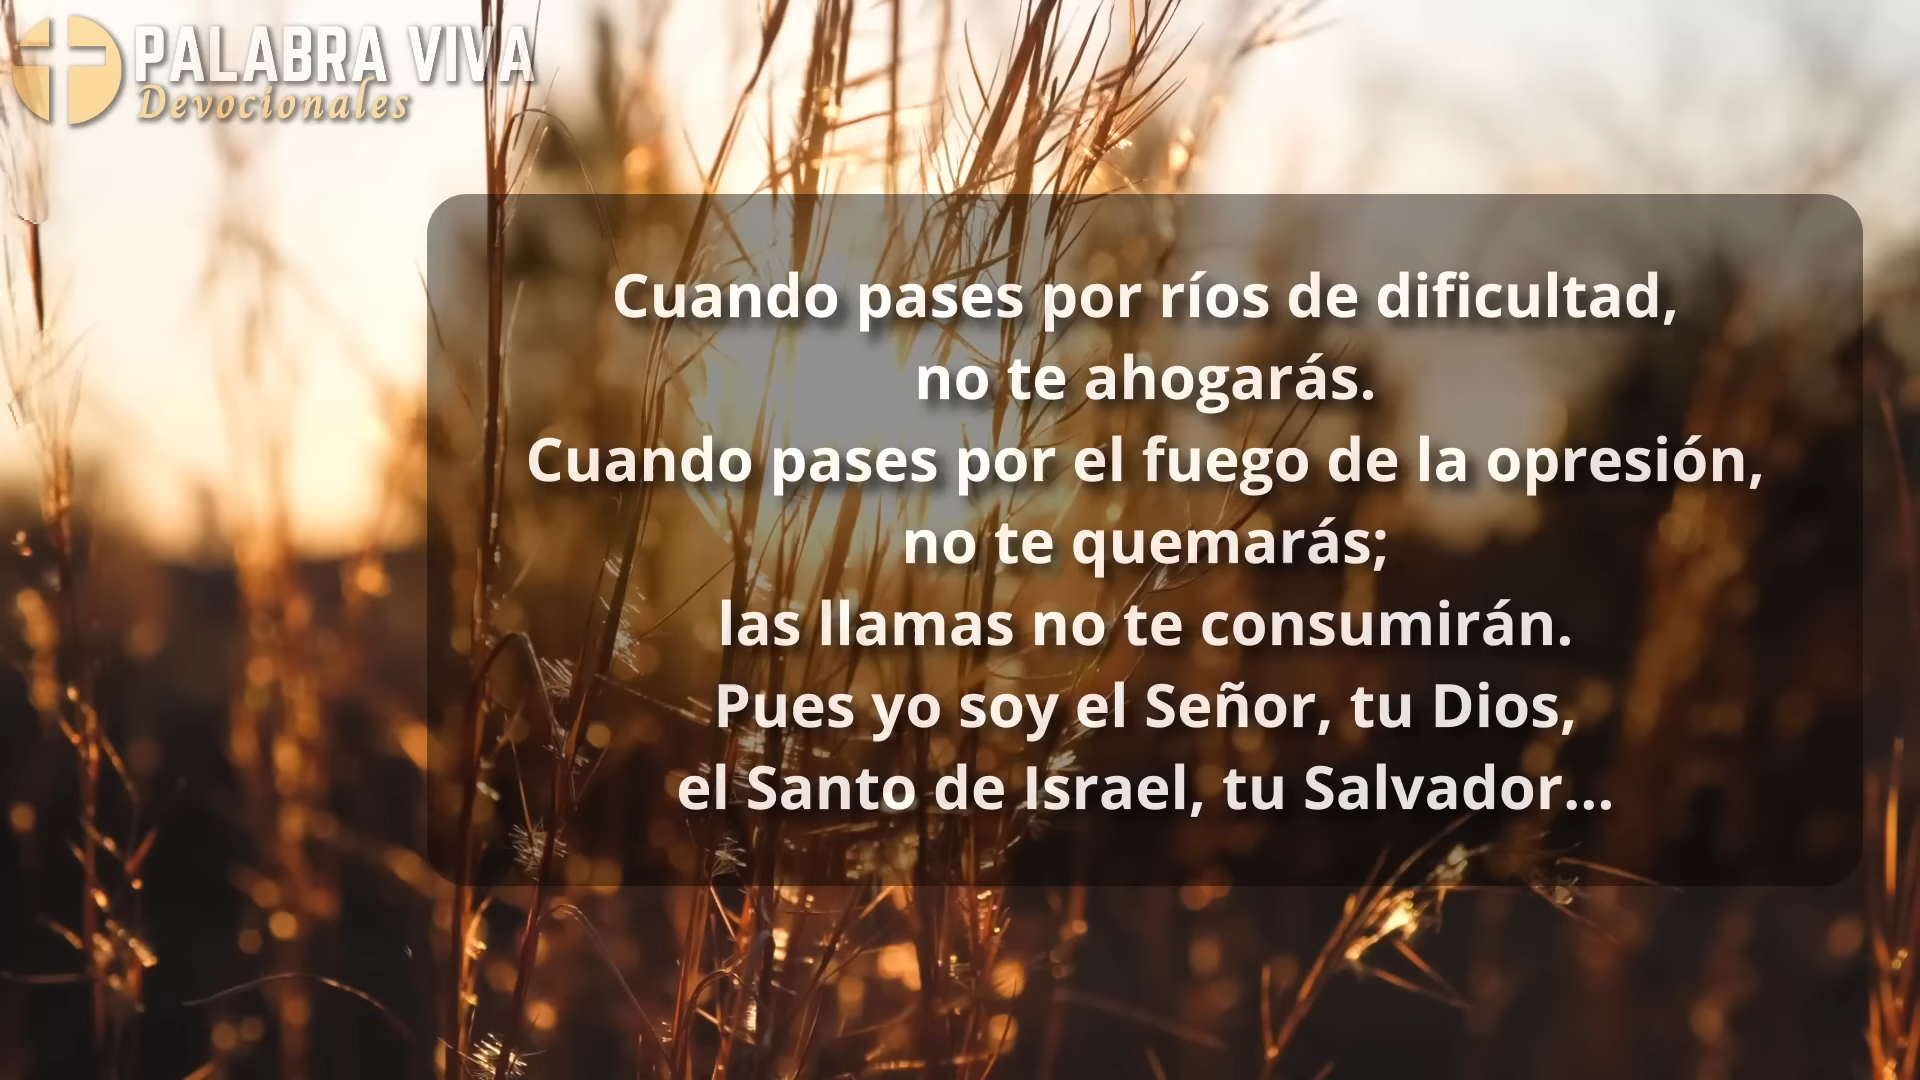 PALABRA VIVA
Devocionales
Cuando pases por ríos de dificultad,
no te ahogarás.
Cuando pases por el fuego de la opresión,
no te quemarás;
las llamas no te consumirán.
Pues yo soy el Señor, tu Dios,
el Santo de Israel, tu Salvador...